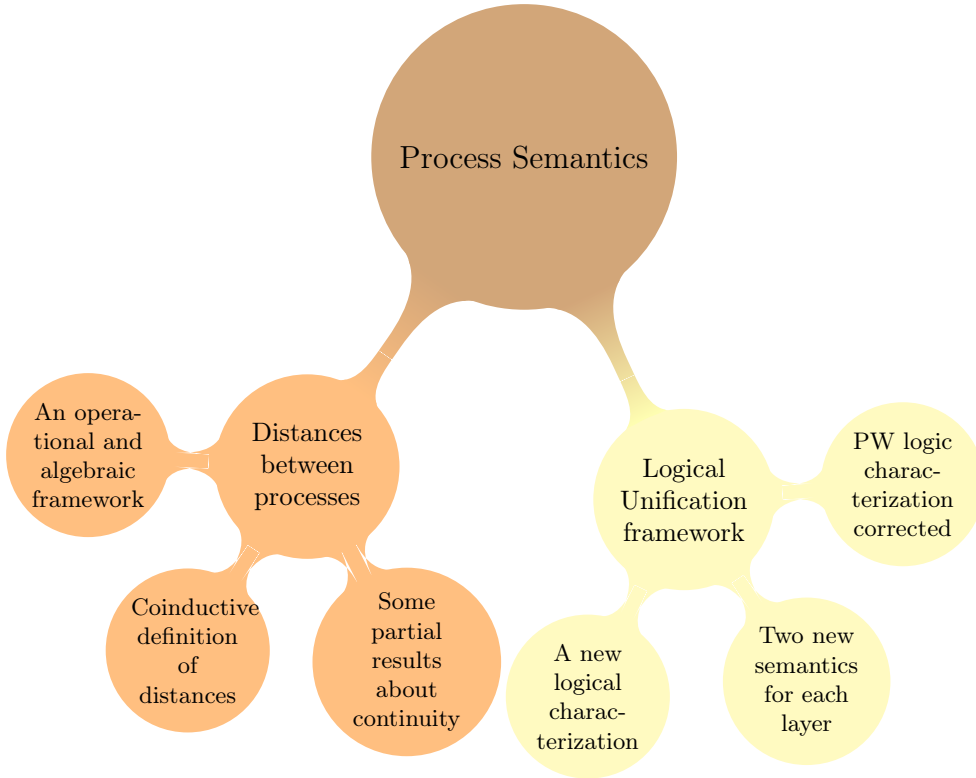 Process Semantics
Distances
between
processes
An opera-
tional and
algebraic
framework
Coinductive
definition
of
distances
Some
partial
results
about
continuity
Logical
Unification
framework
A new
logical
charac-
terization
Two new
semantics
for each
layer
PW logic
charac-
terization
corrected